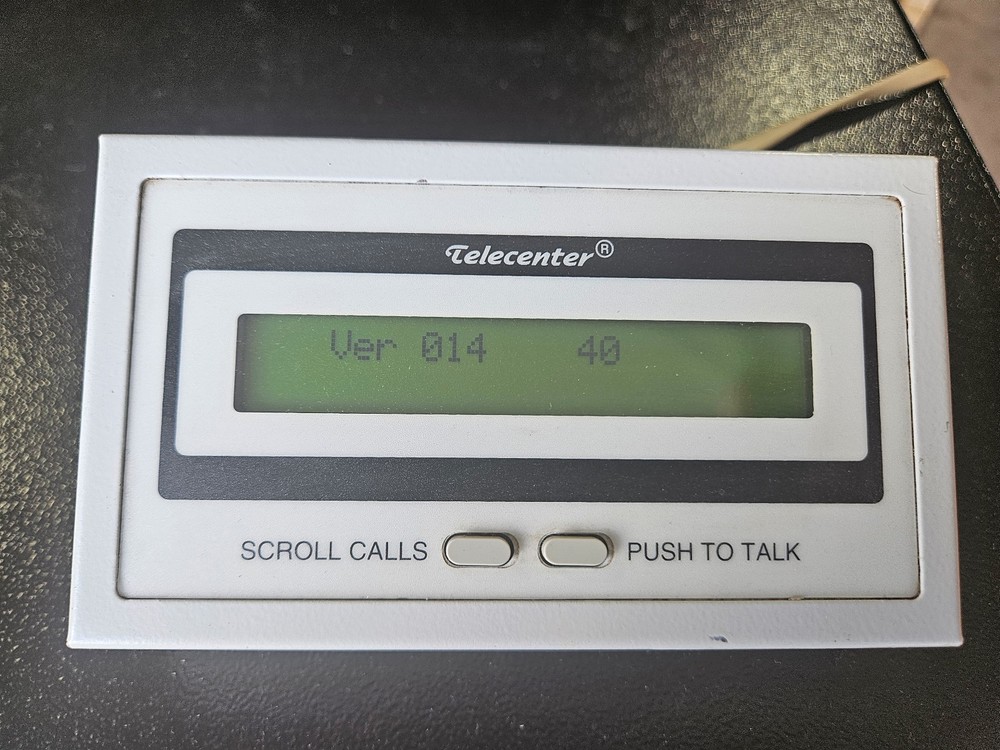 Telecenter®
Ver 014 40
SCROLL CALLS PUSH TO TALK